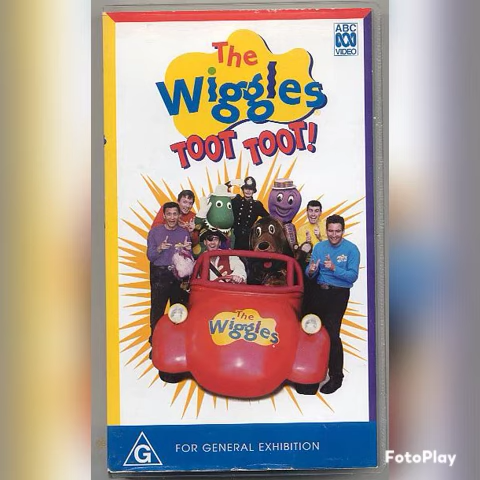 ABC
VIDEO
The
Wiggles
TOOT TOOT!
The
Wiggles
G
FOR GENERAL EXHIBITION
FotoPlay